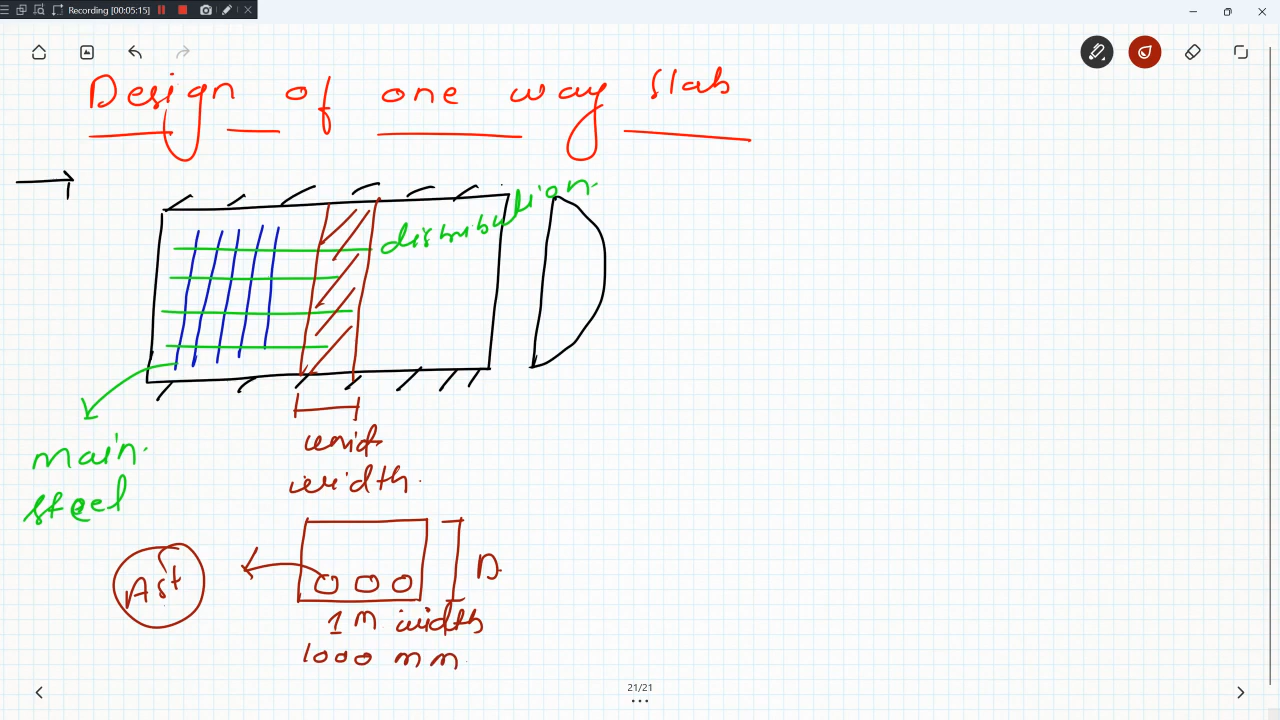 Recording [00:05:15]
Design of one way slab
distribution
main
steel
unit
width
D
Ast
1 m width
1000 mm
21/21